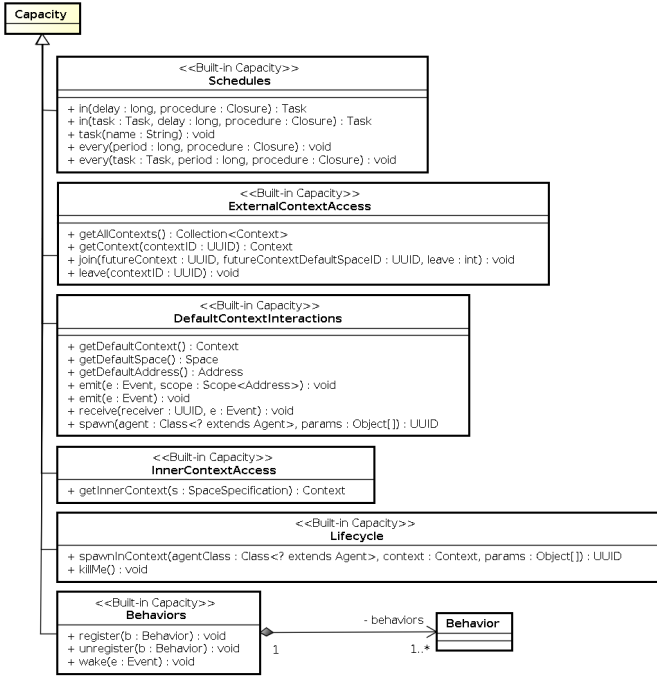 Capacity
<<Built-in Capacity>>
Schedules
+ in(delay : long, procedure : Closure) : Task
+ in(task : Task, delay : long, procedure : Closure) : Task
+ task(name : String) : void
+ every(period : long, procedure : Closure) : void
+ every(task : Task, period : long, procedure : Closure) : void
<<Built-in Capacity>>
ExternalContextAccess
+ getAllContexts() : Collection<Context>
+ getContext(contextID : UUID) : Context
+ join(futureContext : UUID, futureContextDefaultSpaceID : UUID, leave : int) : void
+ leave(contextID : UUID) : void
<<Built-in Capacity>>
DefaultContextInteractions
+ getDefaultContext() : Context
+ getDefaultSpace() : Space
+ getDefaultAddress() : Address
+ emit(e : Event, scope : Scope<Address>) : void
+ emit(e : Event) : void
+ receive(receiver : UUID, e : Event) : void
+ spawn(agent : Class<? extends Agent>, params : Object[]) : UUID
<<Built-in Capacity>>
InnerContextAccess
+ getInnerContext(s : SpaceSpecification) : Context
<<Built-in Capacity>>
Lifecycle
+ spawnInContext(agentClass : Class<? extends Agent>, context : Context, params : Object[]) : UUID
+ killMe() : void
<<Built-in Capacity>>
Behaviors
+ register(b : Behavior) : void
+ unregister(b : Behavior) : void
+ wake(e : Event) : void
1
- behaviors
1..*
Behavior